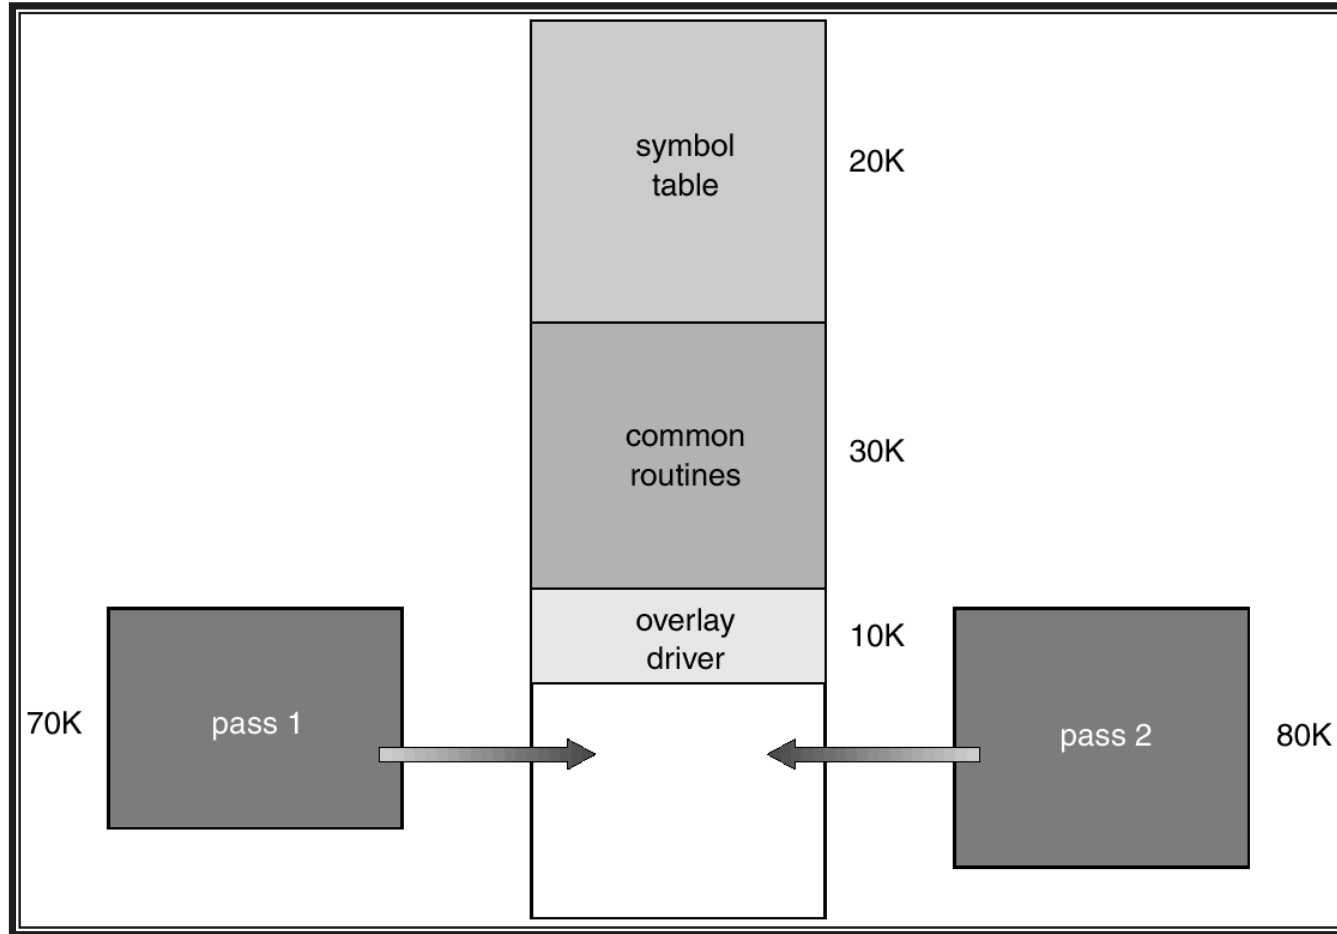 symbol
table
20K
common
routines
30K
overlay
driver
10K
70K
pass 1
pass 2
80K